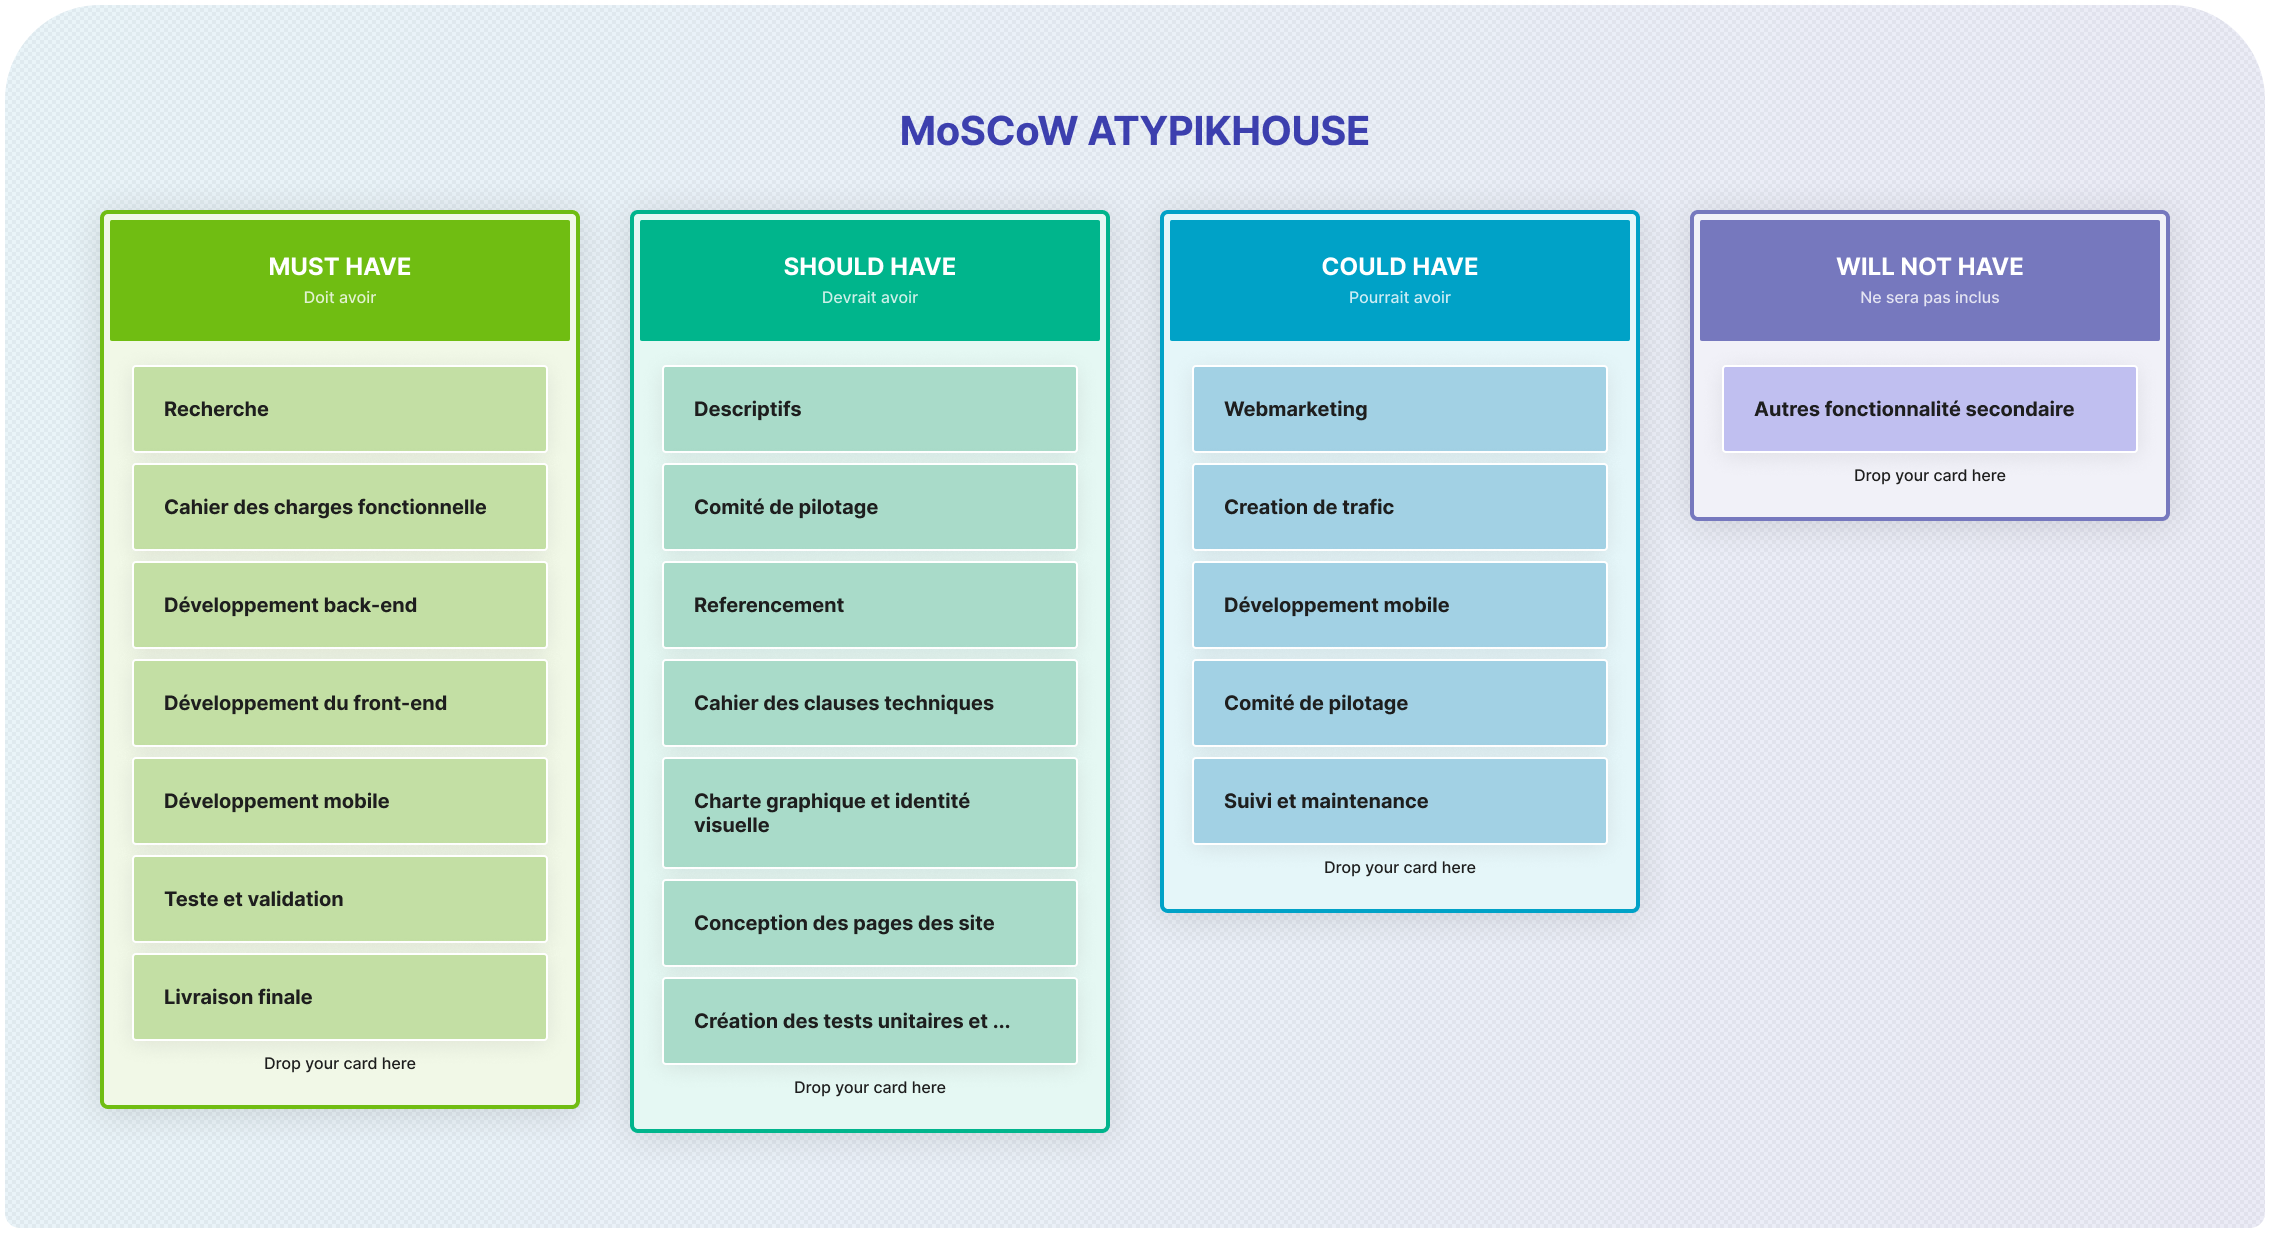 MoSCoW ATYPIKHOUSE
MUST HAVE
Doit avoir
Recherche
Cahier des charges fonctionnelle
Développement back-end
Développement du front-end
Développement mobile
Teste et validation
Livraison finale
Drop your card here
SHOULD HAVE
Devrait avoir
Descriptifs
Comité de pilotage
Referencement
Cahier des clauses techniques
Charte graphique et identité
visuelle
Conception des pages des site
Création des tests unitaires et ...
Drop your card here
COULD HAVE
Pourrait avoir
Webmarketing
Creation de trafic
Développement mobile
Comité de pilotage
Suivi et maintenance
Drop your card here
WILL NOT HAVE
Ne sera pas inclus
Autres fonctionnalité secondaire
Drop your card here